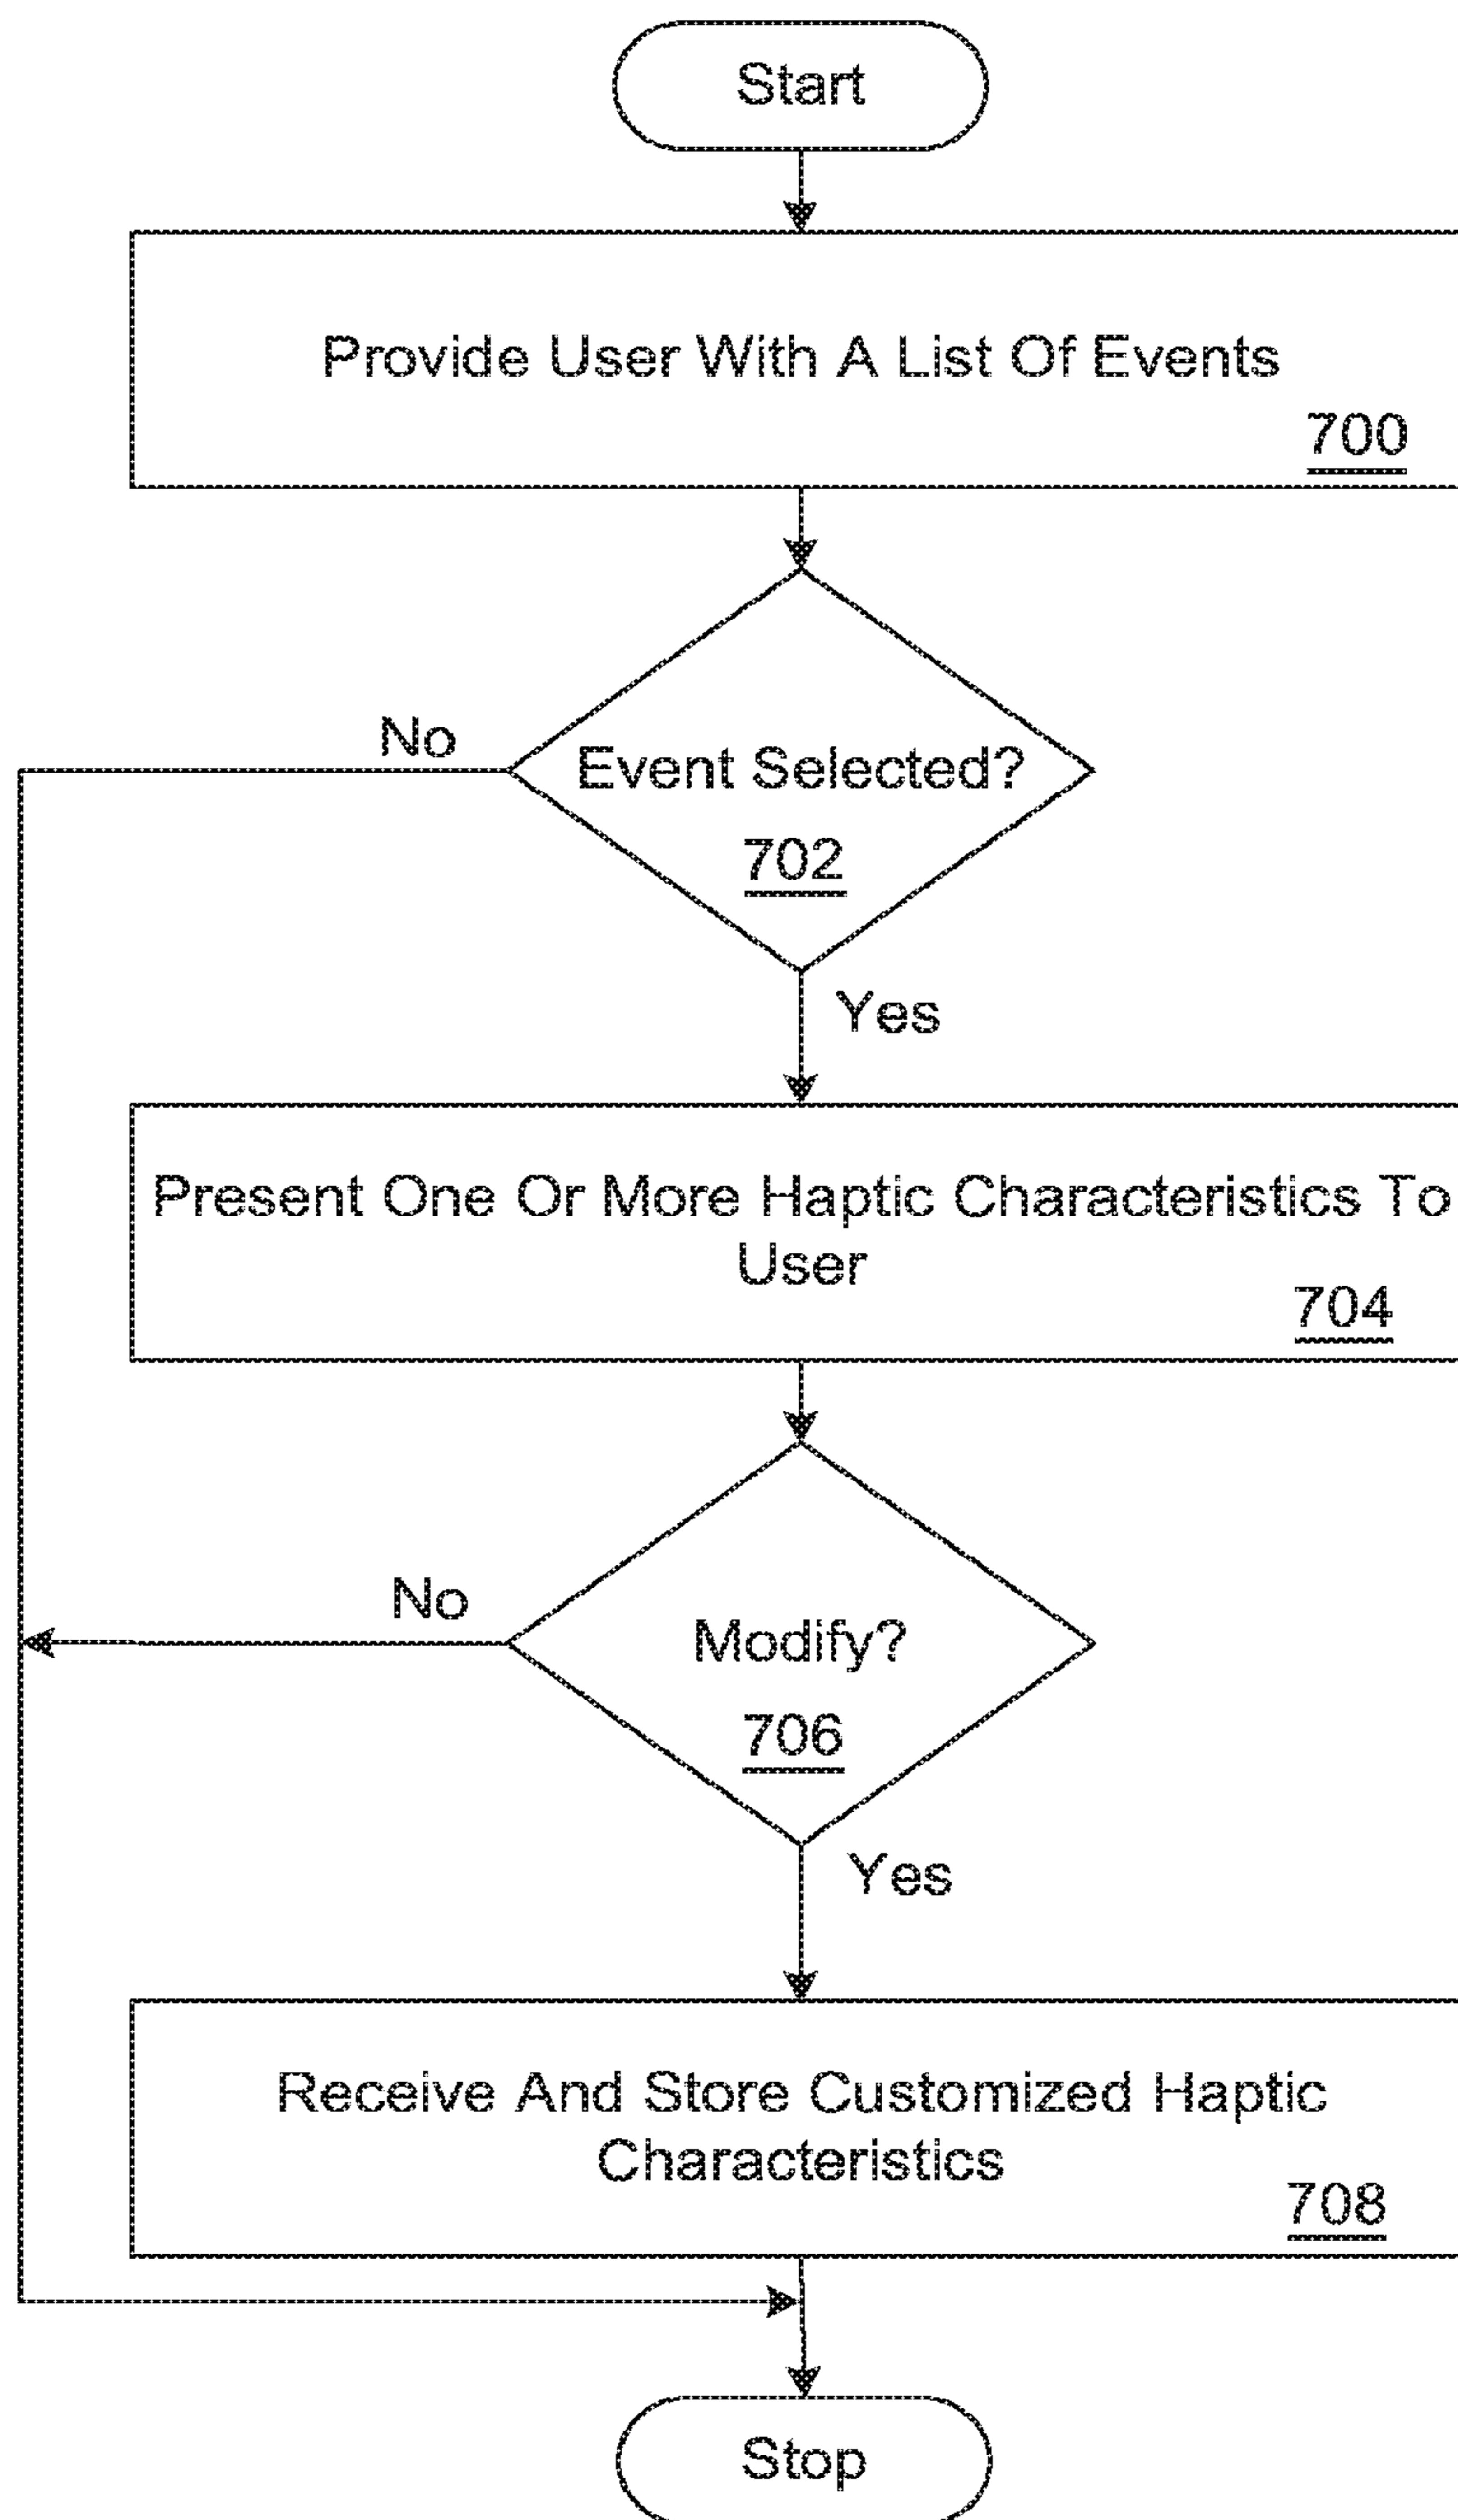 Start
Provide User With A List Of Events
700
No
Event Selected?
702
Yes
Present One Or More Haptic Characteristics To
User
704
No
Modify?
706
Yes
Receive And Store Customized Haptic
Characteristics
708
Stop